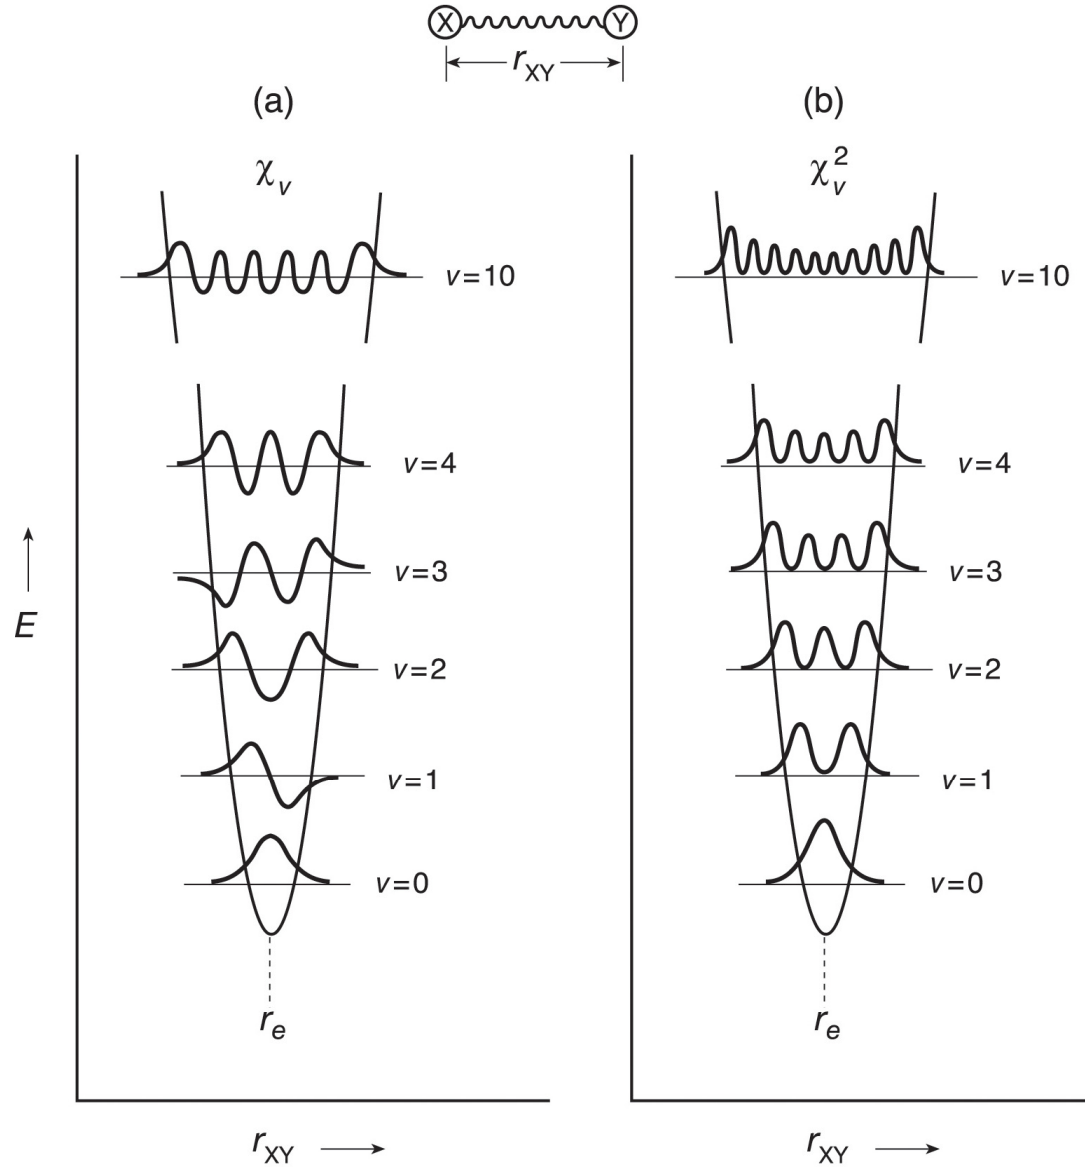 X Y
r_XY
(a) (b)
χ_v χ_v^2
v=10 v=10
v=4 v=4
v=3 v=3
v=2 v=2
E
v=1 v=1
v=0 v=0
r_e r_e
r_XY r_XY